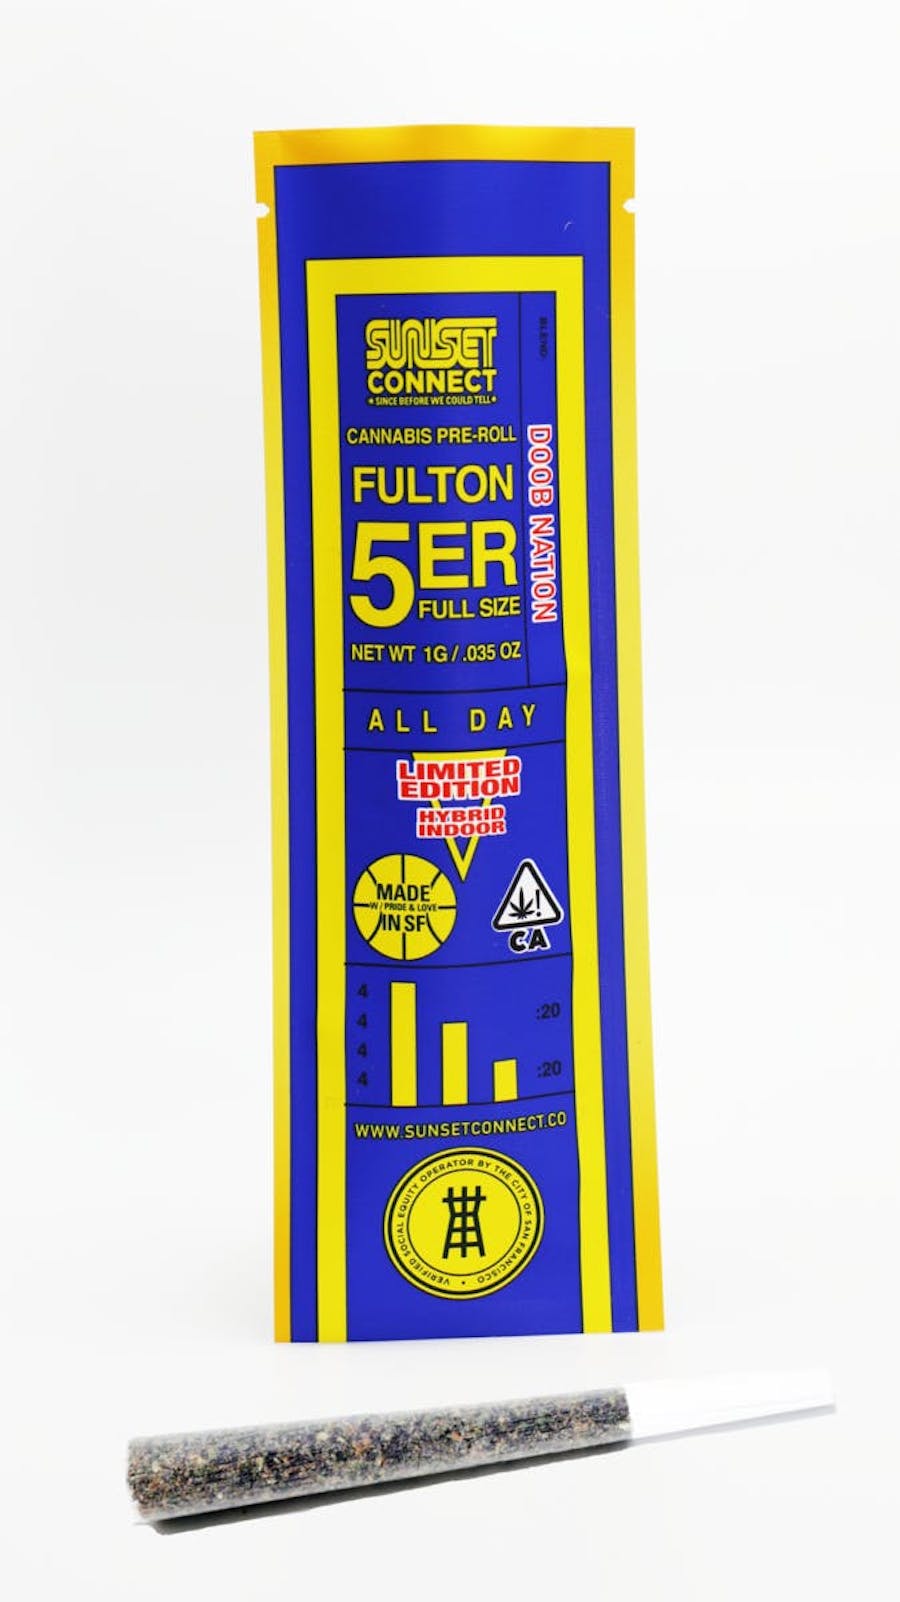 SUNSET
CONNECT
• SINCE BEFORE WE COULD TELL •
BLEND:
DOOB NATION
CANNABIS PRE-ROLL
FULTON
5ER
FULL SIZE
NET WT 1G / .035 OZ
ALL DAY
LIMITED
EDITION
HYBRID
INDOOR
MADE
W/ PRIDE & LOVE
IN SF
!
CA
4
4
4
4
:20
:20
WWW.SUNSETCONNECT.CO
VERIFIED SOCIAL EQUITY OPERATOR BY THE CITY OF SAN FRANCISCO •